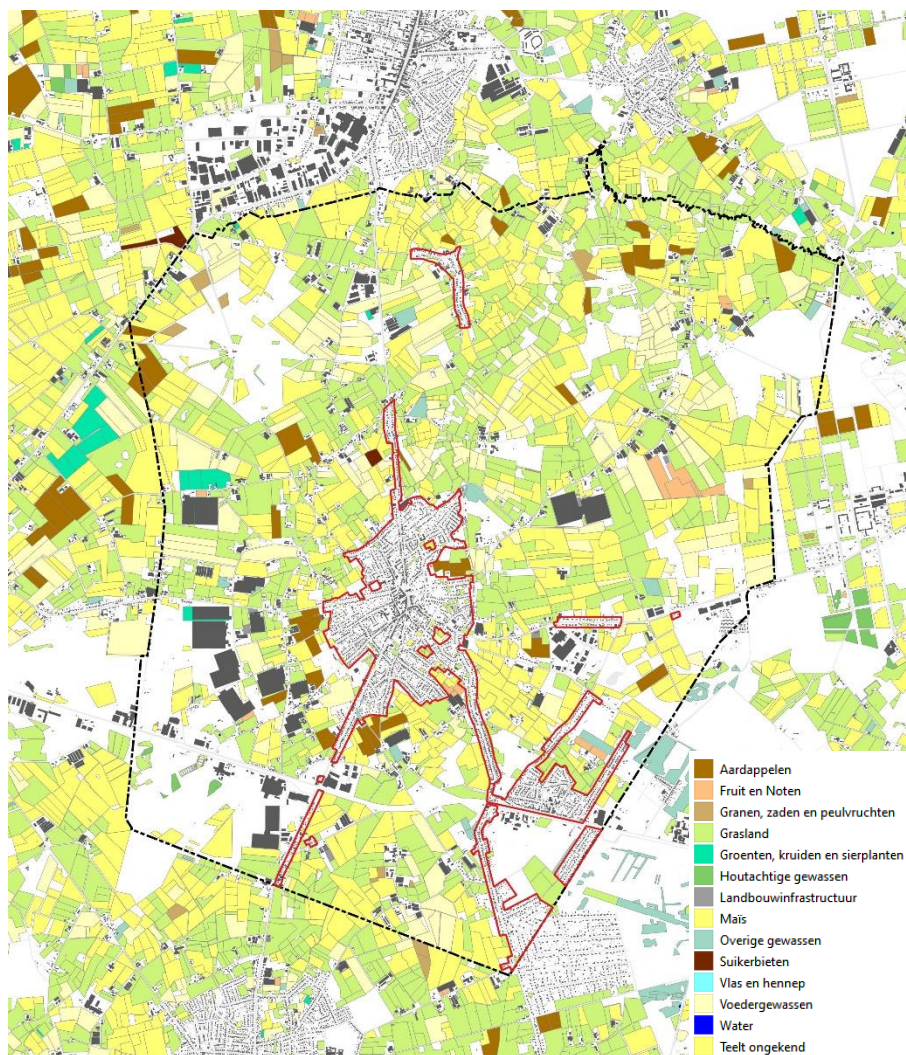 Aardappelen
Fruit en Noten
Granen, zaden en peulvruchten
Grasland
Groenten, kruiden en sierplanten
Houtachtige gewassen
Landbouwinfrastructuur
Maïs
Overige gewassen
Suikerbieten
Vlas en hennep
Voedergewassen
Water
Teelt ongekend